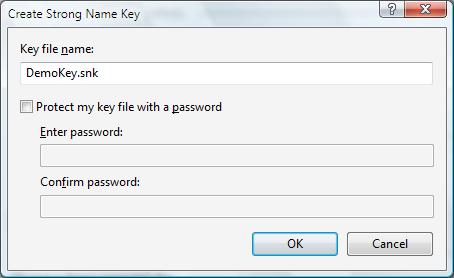 Create Strong Name Key
Key file name:
DemoKey.snk
Protect my key file with a password
Enter password:
Confirm password:
OK Cancel